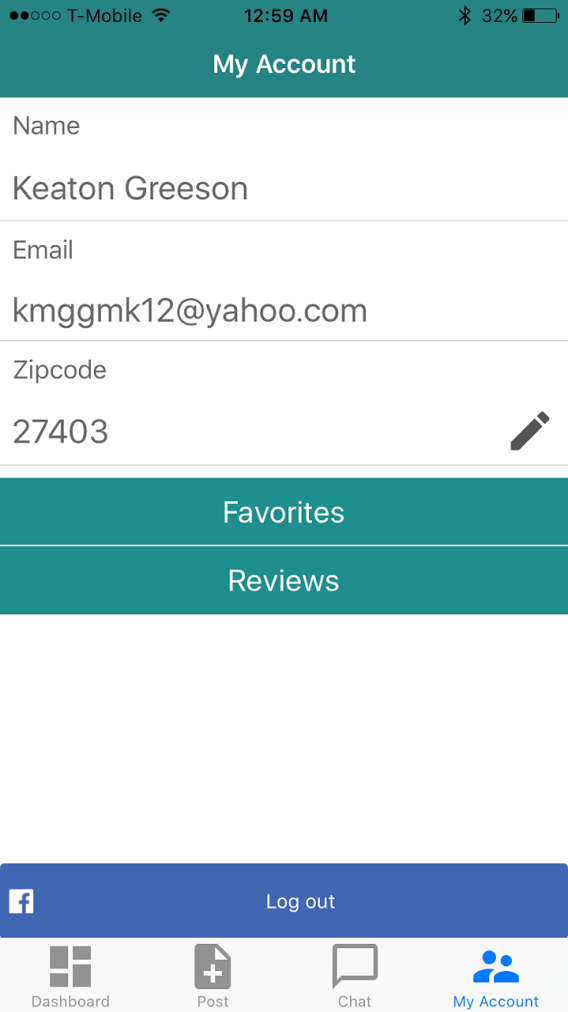 T-Mobile 12:59 AM 32%
My Account
Name
Keaton Greeson
Email
kmggmk12@yahoo.com
Zipcode
27403
Favorites
Reviews
Log out
Dashboard Post Chat My Account